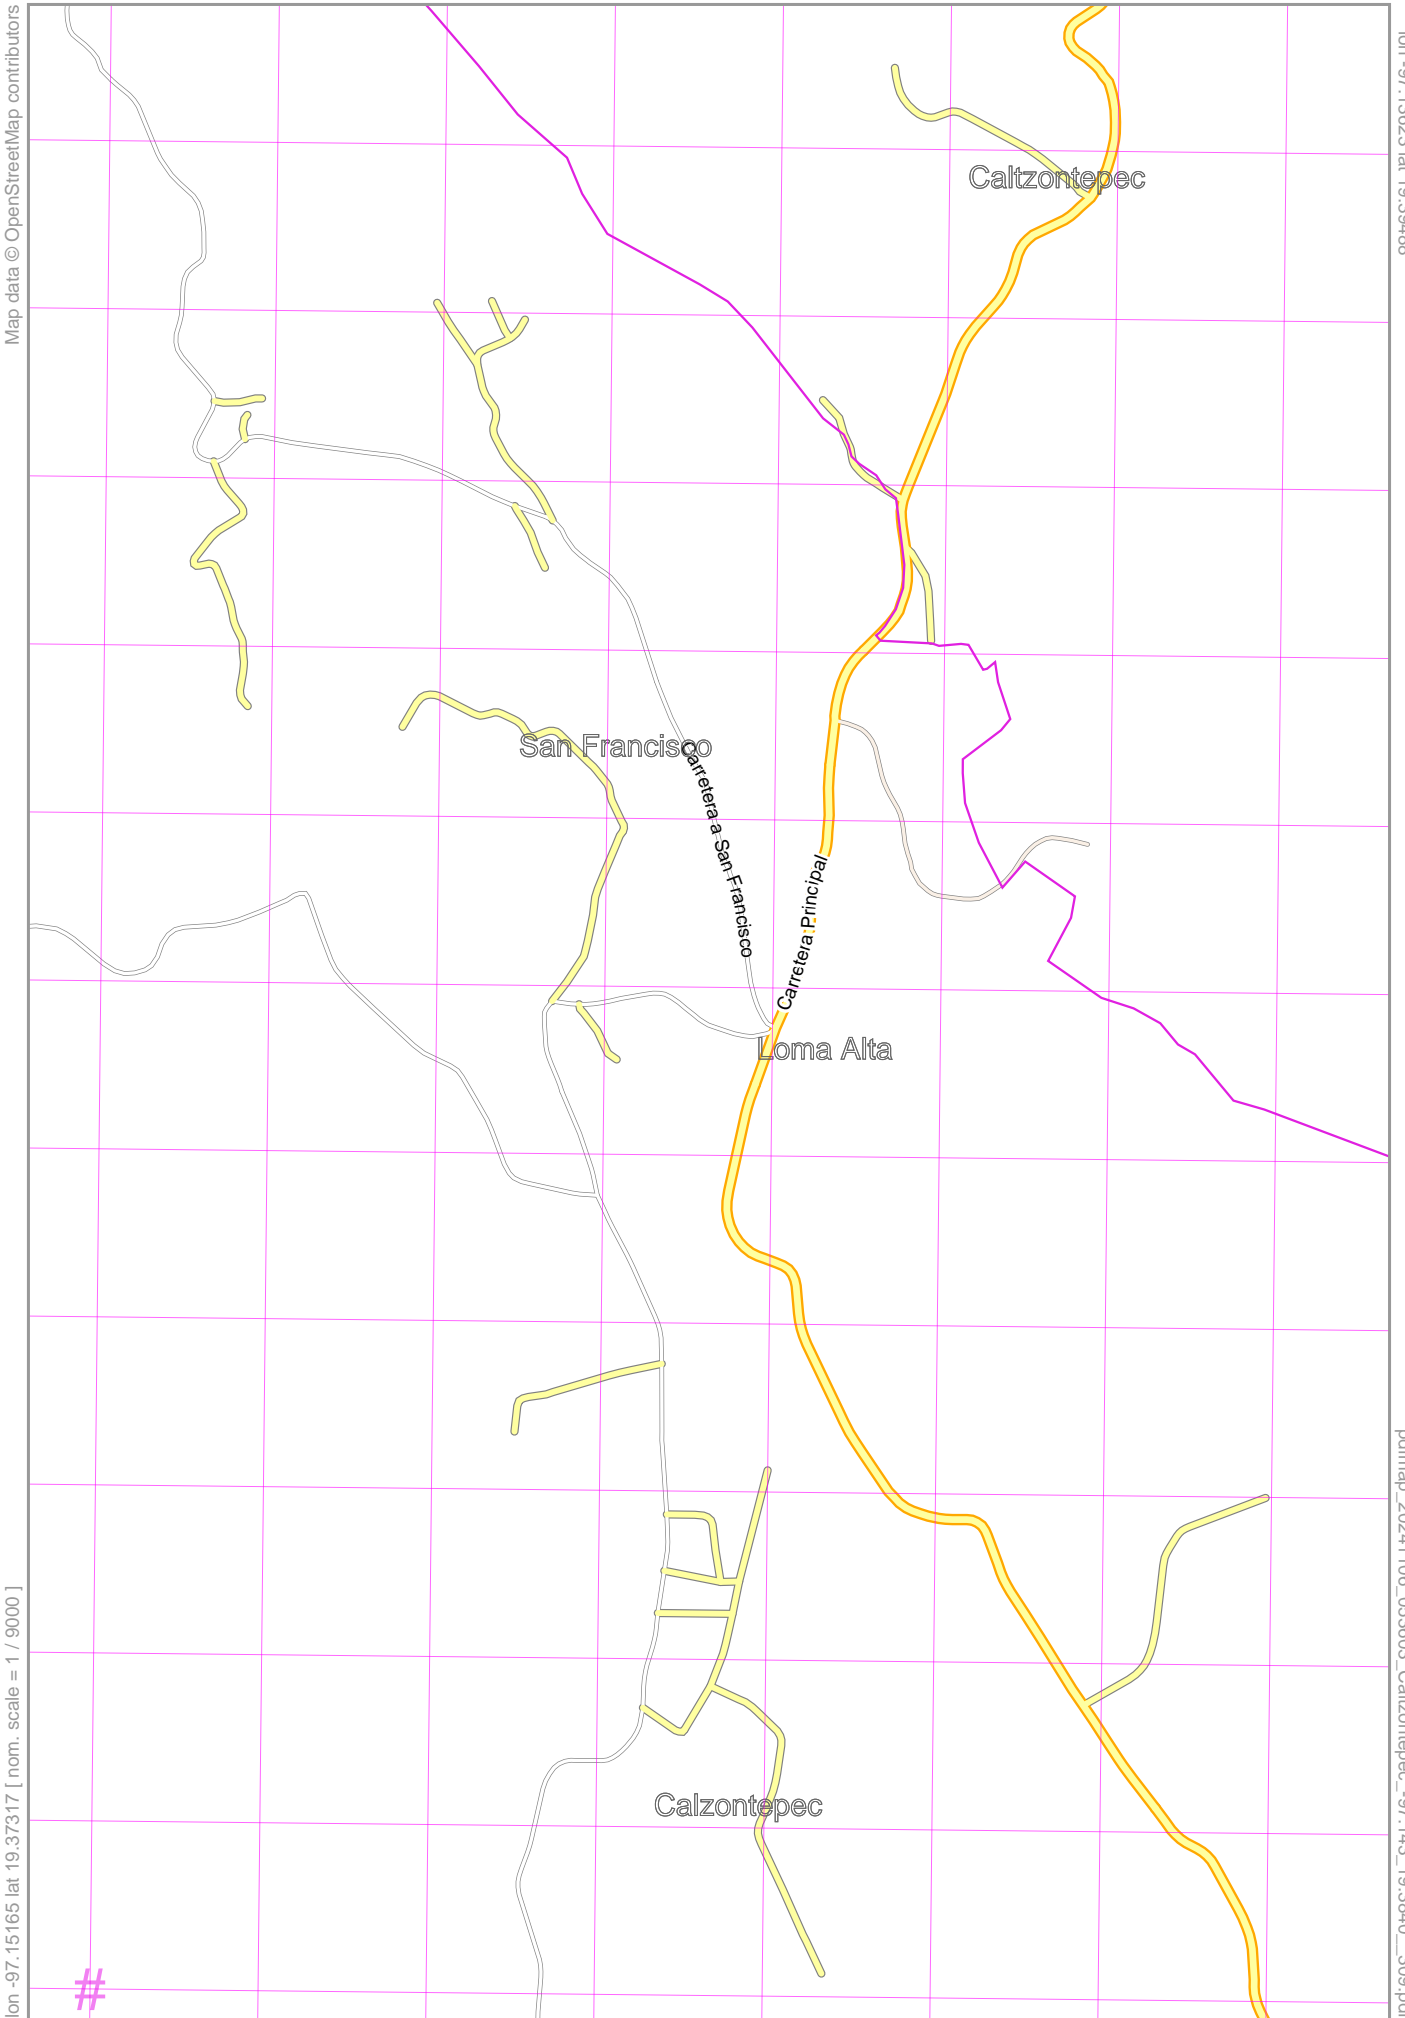 Map data © OpenStreetMap contributors
Caltzontepec
San Francisco
Carretera a San Francisco
Carretera Principal
Loma Alta
Calzontepec
lon -97.15165 lat 19.37317 [ nom. scale = 1 / 9000 ]
#